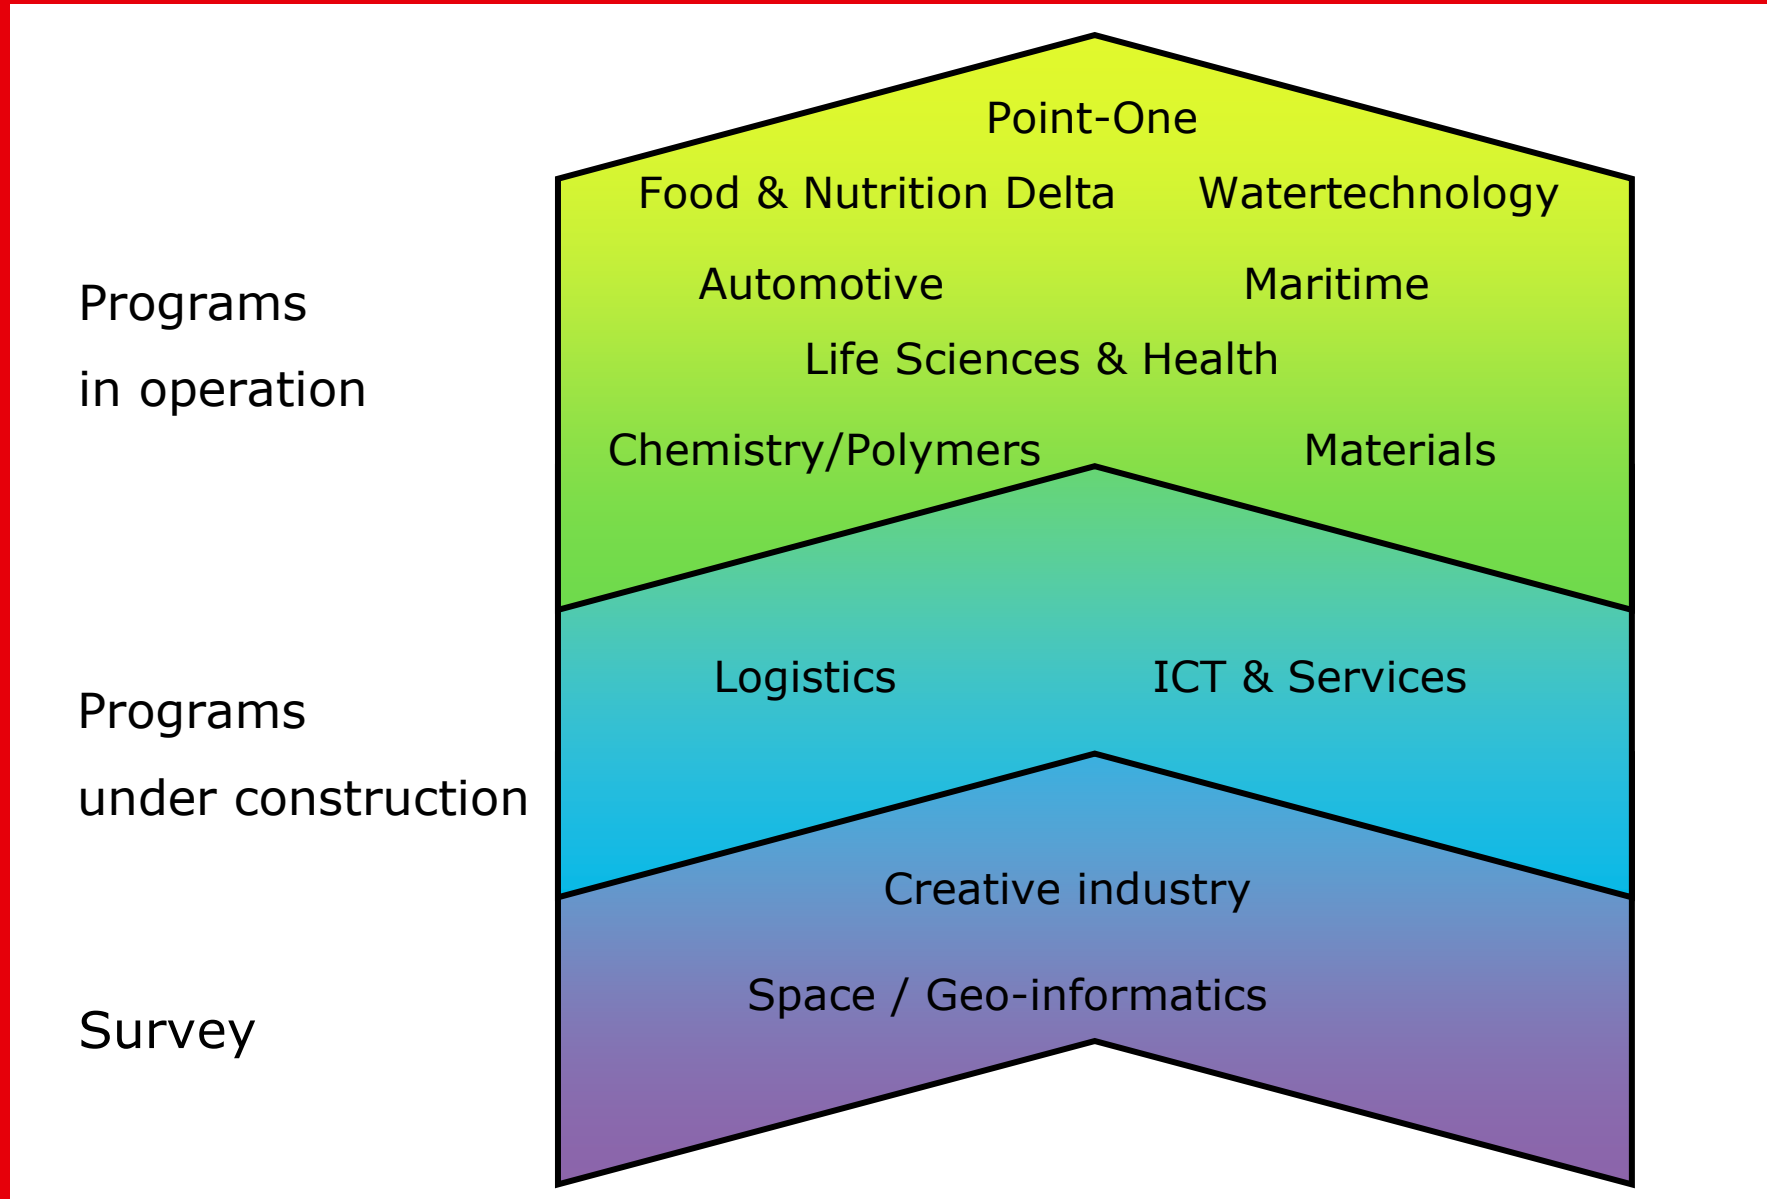 Point-One
Food & Nutrition Delta Watertechnology
Programs
in operation
Automotive Maritime
Life Sciences & Health
Chemistry/Polymers Materials
Programs
under construction
Logistics ICT & Services
Survey
Creative industry
Space / Geo-informatics